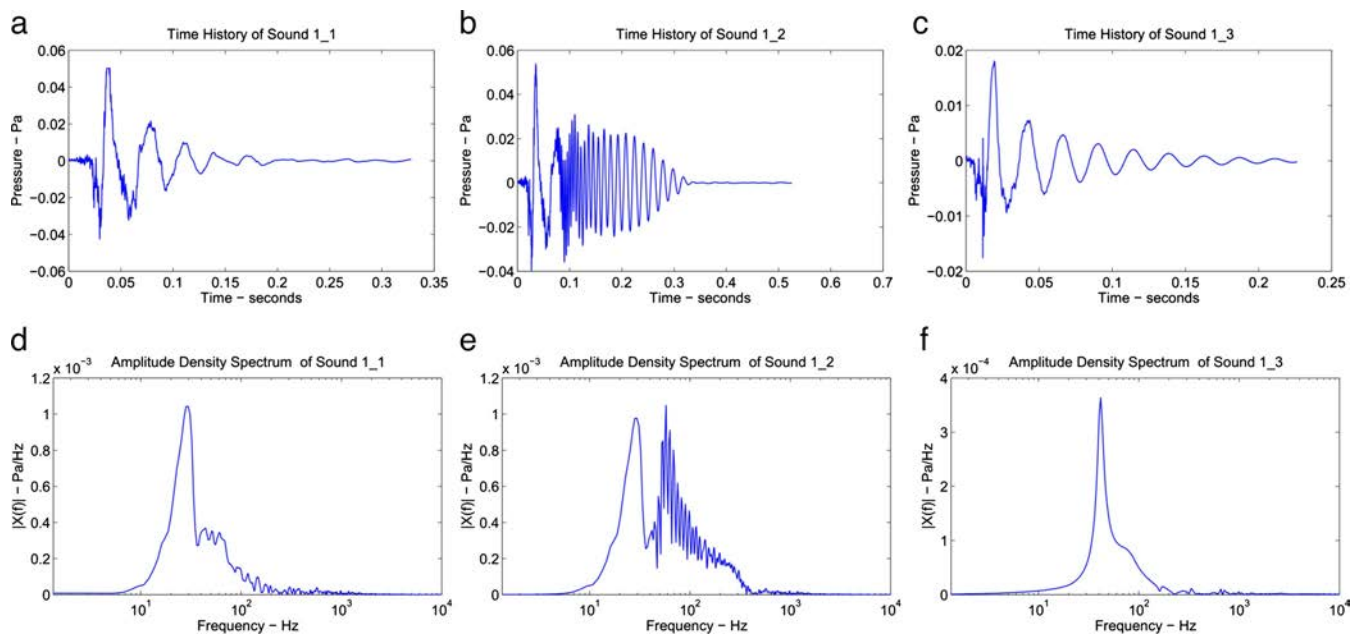 a
Time History of Sound 1_1
0.06
0.04
0.02
0
−0.02
−0.04
−0.06
Pressure − Pa
0 0.05 0.1 0.15 0.2 0.25 0.3 0.35
Time − seconds
b
Time History of Sound 1_2
0.06
0.04
0.02
0
−0.02
−0.04
Pressure − Pa
0 0.1 0.2 0.3 0.4 0.5 0.6 0.7
Time − seconds
c
Time History of Sound 1_3
0.02
0.01
0
−0.01
−0.02
Pressure − Pa
0 0.05 0.1 0.15 0.2 0.25
Time − seconds
d
Amplitude Density Spectrum of Sound 1_1
x 10⁻³
1.2
1
0.8
0.6
0.4
0.2
0
|X(f)| − Pa/Hz
10¹ 10² 10³ 10⁴
Frequency − Hz
e
Amplitude Density Spectrum of Sound 1_2
x 10⁻³
1.2
1
0.8
0.6
0.4
0.2
0
|X(f)| − Pa/Hz
10¹ 10² 10³ 10⁴
Frequency − Hz
f
Amplitude Density Spectrum of Sound 1_3
x 10⁻⁴
4
3
2
1
0
|X(f)| − Pa/Hz
10¹ 10² 10³ 10⁴
Frequency − Hz